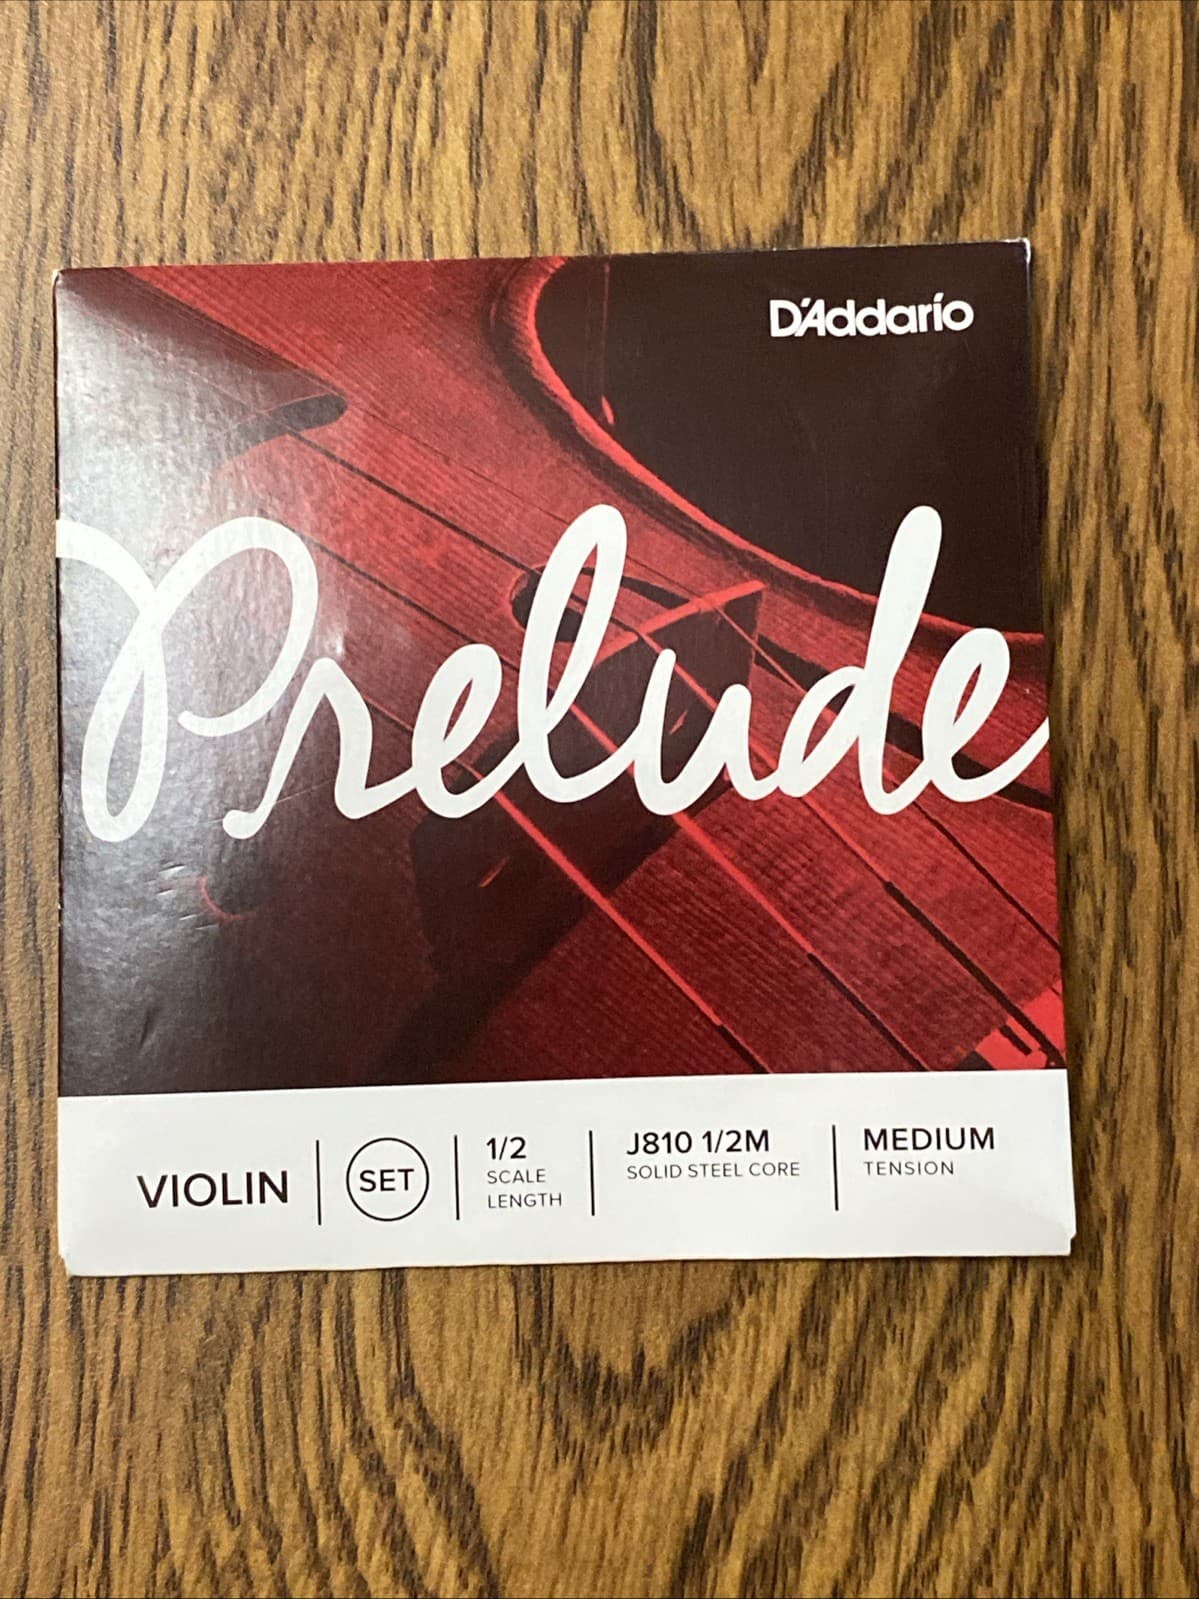 D'Addario
Prelude
VIOLIN
SET
1/2
SCALE
LENGTH
J810 1/2M
SOLID STEEL CORE
MEDIUM
TENSION